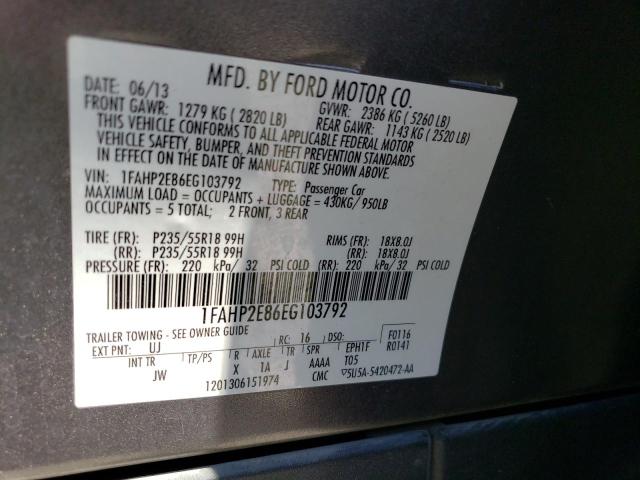 MFD. BY FORD MOTOR CO.
DATE: 06/13 GVWR: 2386 KG ( 5260 LB)
FRONT GAWR: 1279 KG ( 2820 LB) REAR GAWR: 1143 KG ( 2520 LB)
THIS VEHICLE CONFORMS TO ALL APPLICABLE FEDERAL MOTOR
VEHICLE SAFETY, BUMPER, AND THEFT PREVENTION STANDARDS
IN EFFECT ON THE DATE OF MANUFACTURE SHOWN ABOVE.
VIN: 1FAHP2E86EG103792 TYPE: Passenger Car
MAXIMUM LOAD = OCCUPANTS + LUGGAGE = 430KG/ 950LB
OCCUPANTS = 5 TOTAL; 2 FRONT, 3 REAR
TIRE (FR): P235/55R18 99H RIMS (FR): 18X8.0J
(RR): P235/55R18 99H (RR): 18X8.0J
PRESSURE (FR): 220 kPa/ 32 PSI COLD (RR): 220 kPa/ 32 PSI COLD
1FAHP2E86EG103792
TRAILER TOWING - SEE OWNER GUIDE RC: 16 DSO: F0116
EXT PNT: UJ R0141
INT TR TP/PS R AXLE TR SPR EPH1F
JW X 1A J AAAA T05
1201306151974 CMC ▽5U5A-5420472-AA